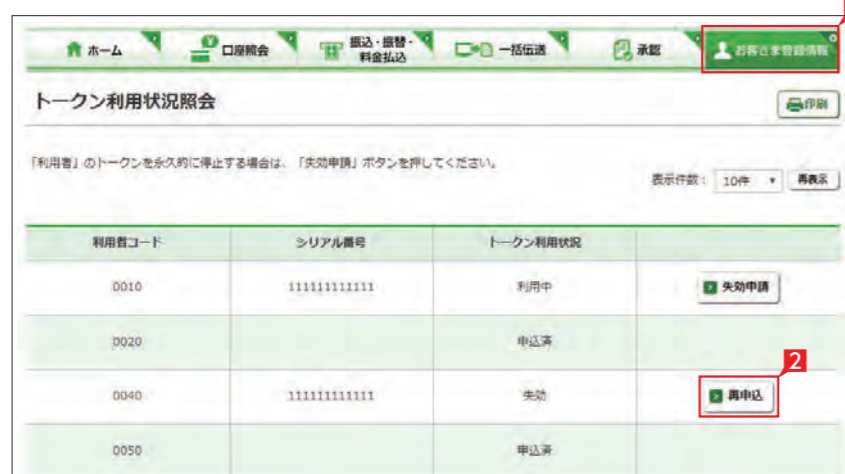 ホーム 口座照会 振込・振替・料金払込 一括伝送 承認 お客さま登録情報
トークン利用状況照会 印刷
「利用者」のトークンを永久的に停止する場合は、「失効申請」ボタンを押してください。
表示件数： 10件 再表示
利用者コード シリアル番号 トークン利用状況
0010 111111111111 利用中 失効申請
0020 申込済
2
0040 111111111111 失効 再申込
0050 申込済